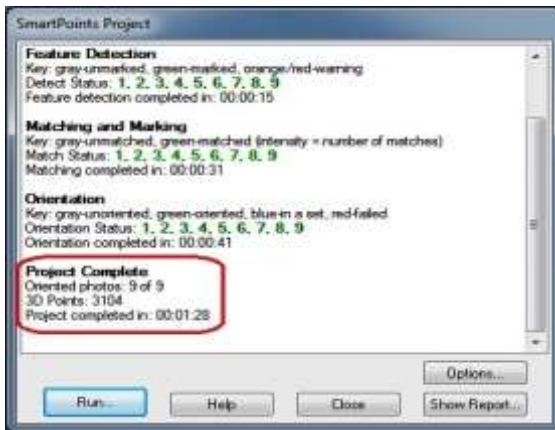 SmartPoints Project
Feature Detection
Key: gray-unmarked, green-marked, orange/red-warning
Detect Status: 1, 2, 3, 4, 5, 6, 7, 8, 9
Feature detection completed in: 00:00:15
Matching and Marking
Key: gray-unmatched, green-matched (intensity = number of matches)
Match Status: 1, 2, 3, 4, 5, 6, 7, 8, 9
Matching completed in: 00:00:31
Orientation
Key: gray-unoriented, green-oriented, blue-in a set, red-failed
Orientation Status: 1, 2, 3, 4, 5, 6, 7, 8, 9
Orientation completed in: 00:00:41
Project Complete
Oriented photos: 9 of 9
3D Points: 3104
Project completed in: 00:01:28
Options...
Run...
Help
Close
Show Report...